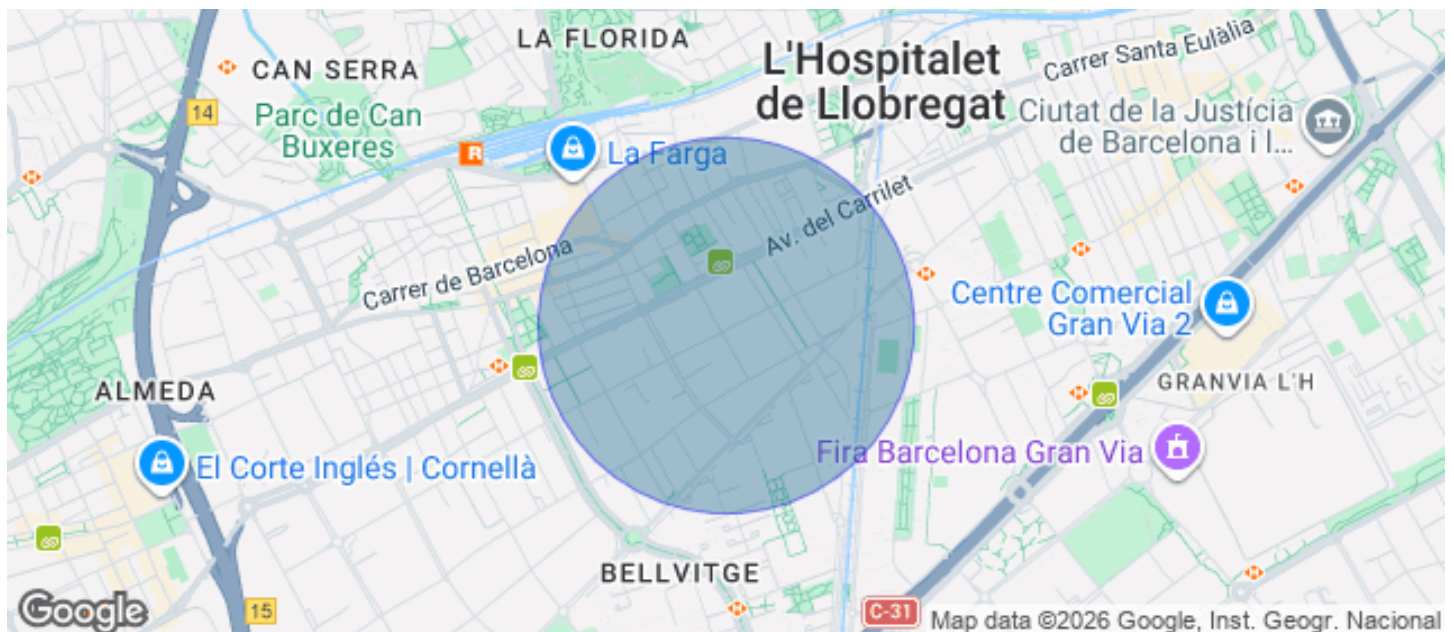 LA FLORIDA
L'Hospitalet
de Llobregat
Carrer Santa Eulàlia
CAN SERRA
14
Parc de Can
Buxeres
Ciutat de la Justícia
de Barcelona i l...
R
La Farga
Av. del Carrilet
Carrer de Barcelona
Centre Comercial
Gran Via 2
ALMEDA
GRANVIA L'H
Fira Barcelona Gran Via
El Corte Inglés | Cornellà
BELLVITGE
Google
15
C-31
Map data ©2026 Google, Inst. Geogr. Nacional